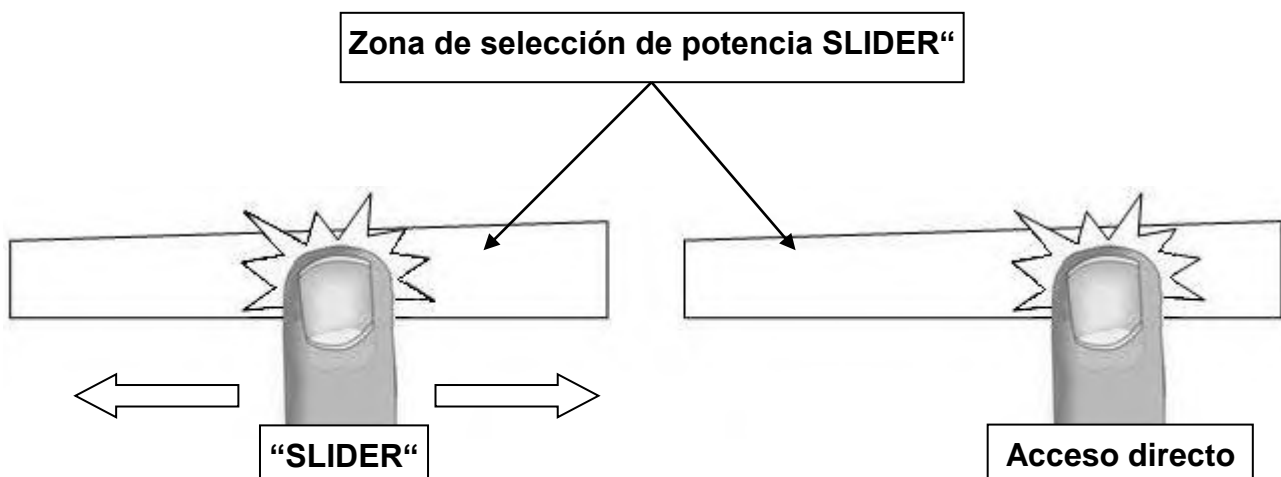 Zona de selección de potencia SLIDER“
“SLIDER“
Acceso directo